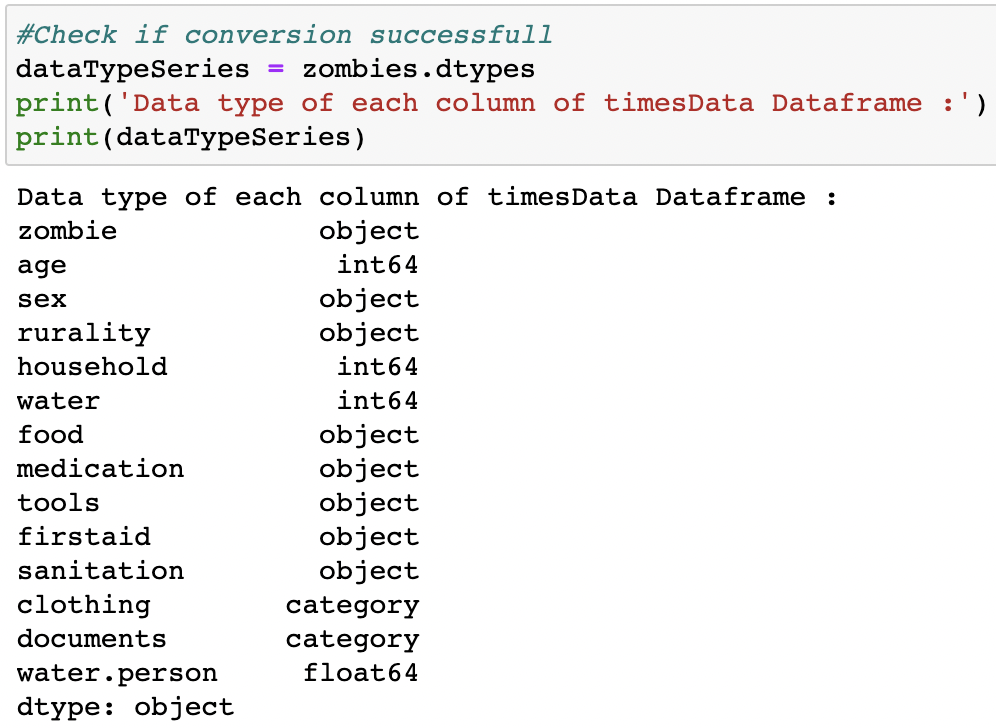 #Check if conversion successfull
dataTypeSeries = zombies.dtypes
print('Data type of each column of timesData Dataframe :')
print(dataTypeSeries)
Data type of each column of timesData Dataframe :
zombie            object
age                int64
sex               object
rurality          object
household          int64
water              int64
food              object
medication        object
tools             object
firstaid          object
sanitation        object
clothing        category
documents       category
water.person     float64
dtype: object